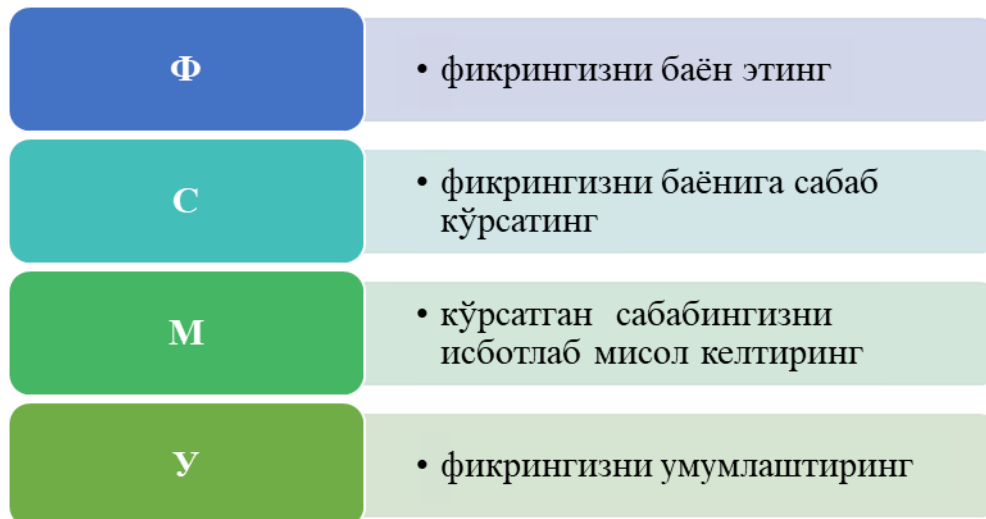 Ф
• фикрингизни баён этинг
С
• фикрингизни баёнига сабаб
кўрсатинг
М
• кўрсатган сабабингизни
исботлаб мисол келтиринг
У
• фикрингизни умумлаштиринг